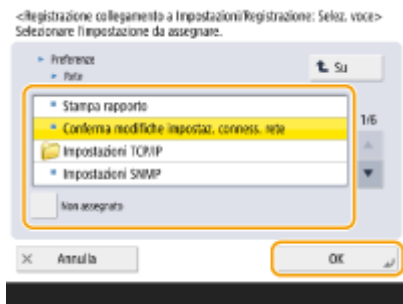 <Registrazione collegamento a Impostazioni/Registrazione: Selez. voce>
Selezionare l'impostazione da assegnare.
Preferenze
Rete
Su
Stampa rapporto
1/6
Conferma modifiche impostaz. conness. rete
Impostazioni TCP/IP
Impostazioni SNMP
Non assegnato
Annulla
OK